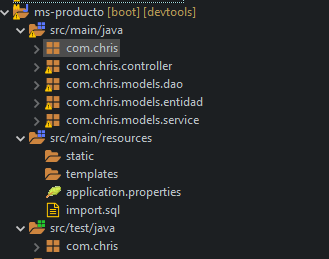 ms-producto [boot] [devtools]
src/main/java
com.chris
com.chris.controller
com.chris.models.dao
com.chris.models.entidad
com.chris.models.service
src/main/resources
static
templates
application.properties
import.sql
src/test/java
com.chris